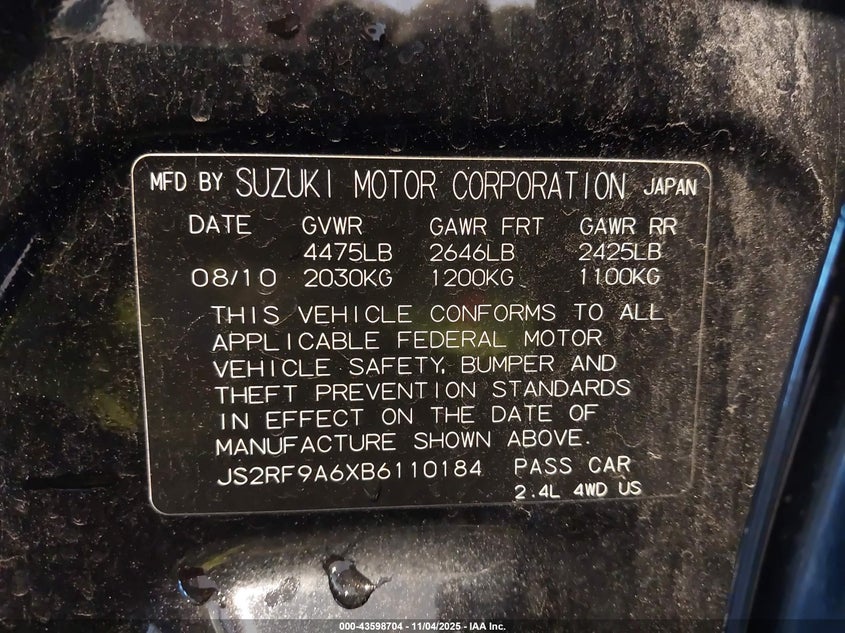 MFD BY SUZUKI MOTOR CORPORATION JAPAN
DATE GVWR GAWR FRT GAWR RR
4475LB 2646LB 2425LB
08/10 2030KG 1200KG 1100KG
THIS VEHICLE CONFORMS TO ALL
APPLICABLE FEDERAL MOTOR
VEHICLE SAFETY, BUMPER AND
THEFT PREVENTION STANDARDS
IN EFFECT ON THE DATE OF
MANUFACTURE SHOWN ABOVE.
JS2RF9A6XB6110184 PASS CAR
2.4L 4WD US
000-43598704 — 11/04/2025 — IAA Inc.